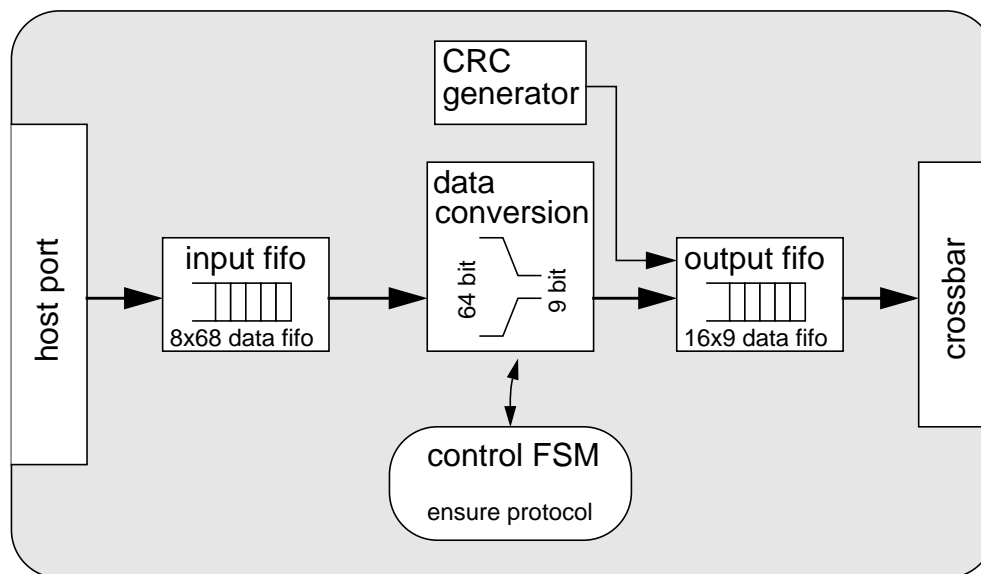 CRC
generator
host port
input fifo
8x68 data fifo
data
conversion
64 bit
9 bit
output fifo
16x9 data fifo
crossbar
control FSM
ensure protocol